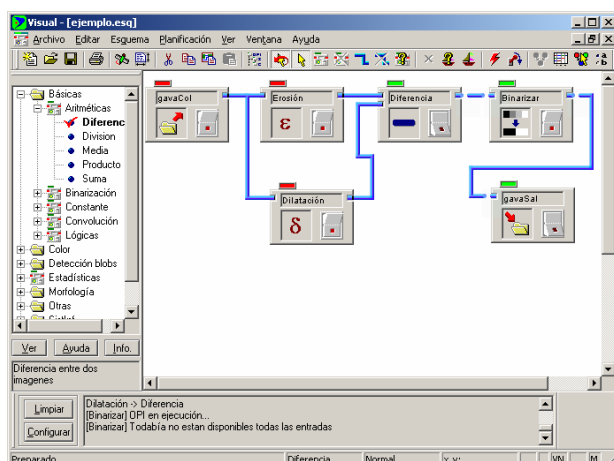 Visual - [ejemplo.esq]
Archivo Editar Esquema Planificación Ver Ventana Ayuda
Básicas
Aritméticas
Diferenc
Division
Media
Producto
Suma
Binarización
Constante
Convolución
Lógicas
Color
Detección blobs
Estadísticas
Morfología
Otras
Ver Ayuda Info.
Diferencia entre dos
imagenes
gavaCol
Erosión
ε
Diferencia
Binarizar
Dilatación
δ
gavaSal
Limpiar
Configurar
Dilatación -> Diferencia
[Binarizar] OPI en ejecución...
[Binarizar] Todabía no estan disponibles todas las entradas
Preparado Diferencia Normal x, y: VN M